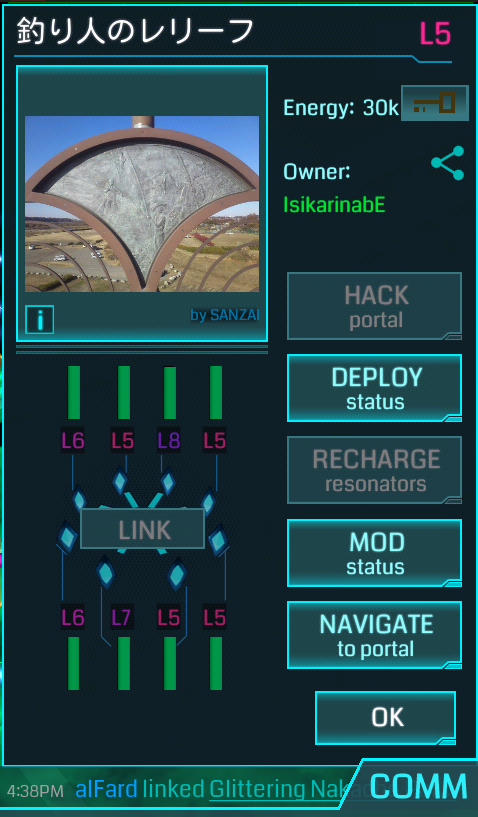 釣り人のレリーフ
L5
Energy: 30k
Owner:
IsikarinabE
i
by SANZAI
HACK
portal
DEPLOY
status
RECHARGE
resonators
MOD
status
NAVIGATE
to portal
OK
L6 L5 L8 L5
LINK
L6 L7 L5 L5
4:38PM alFard linked Glittering
COMM